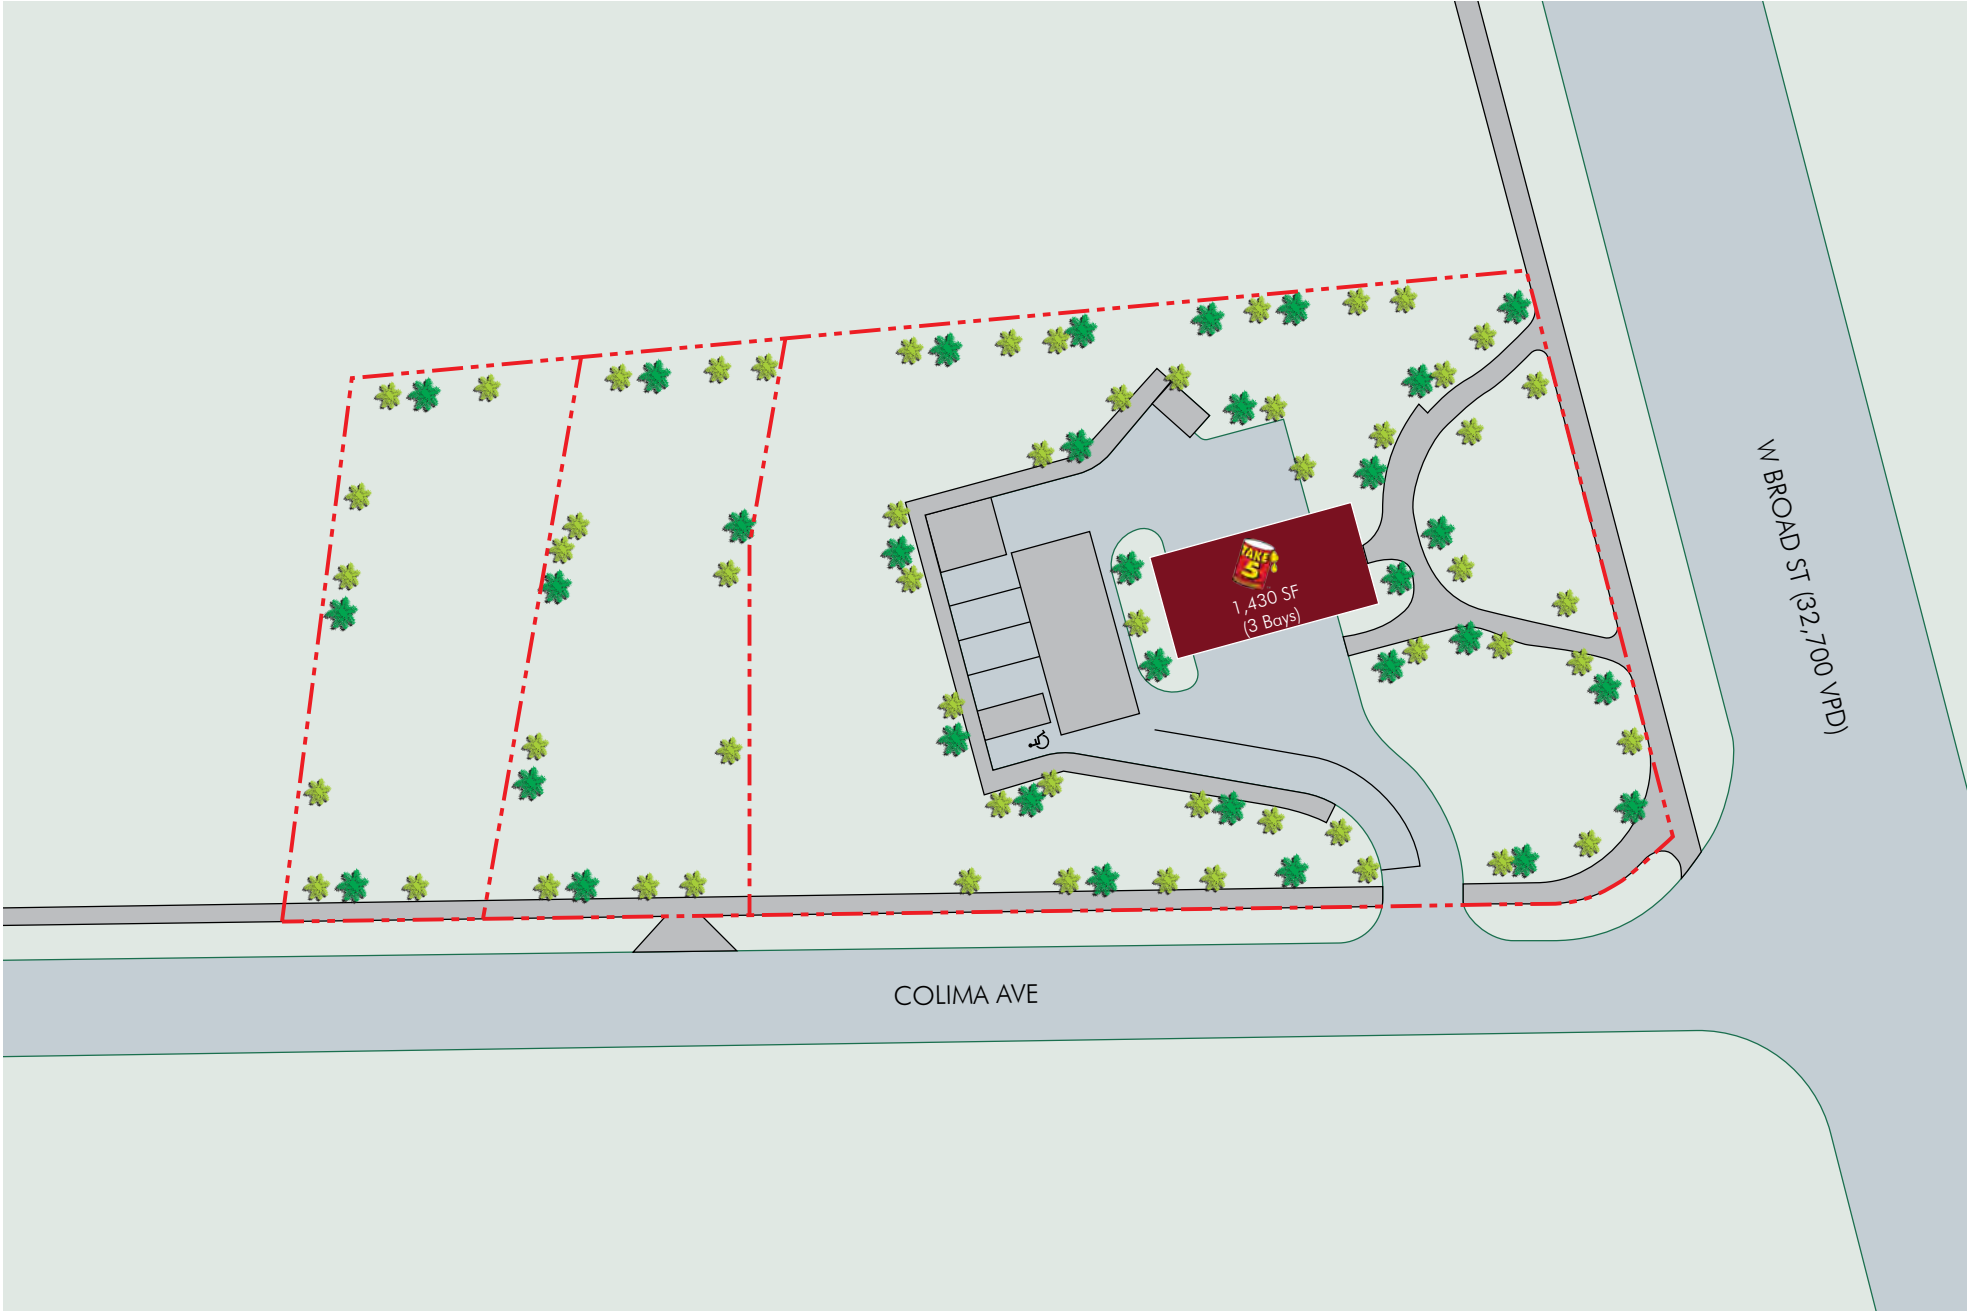 TAKE
5
1,430 SF
(3 Bays)
W BROAD ST (32,700 VPD)
COLIMA AVE